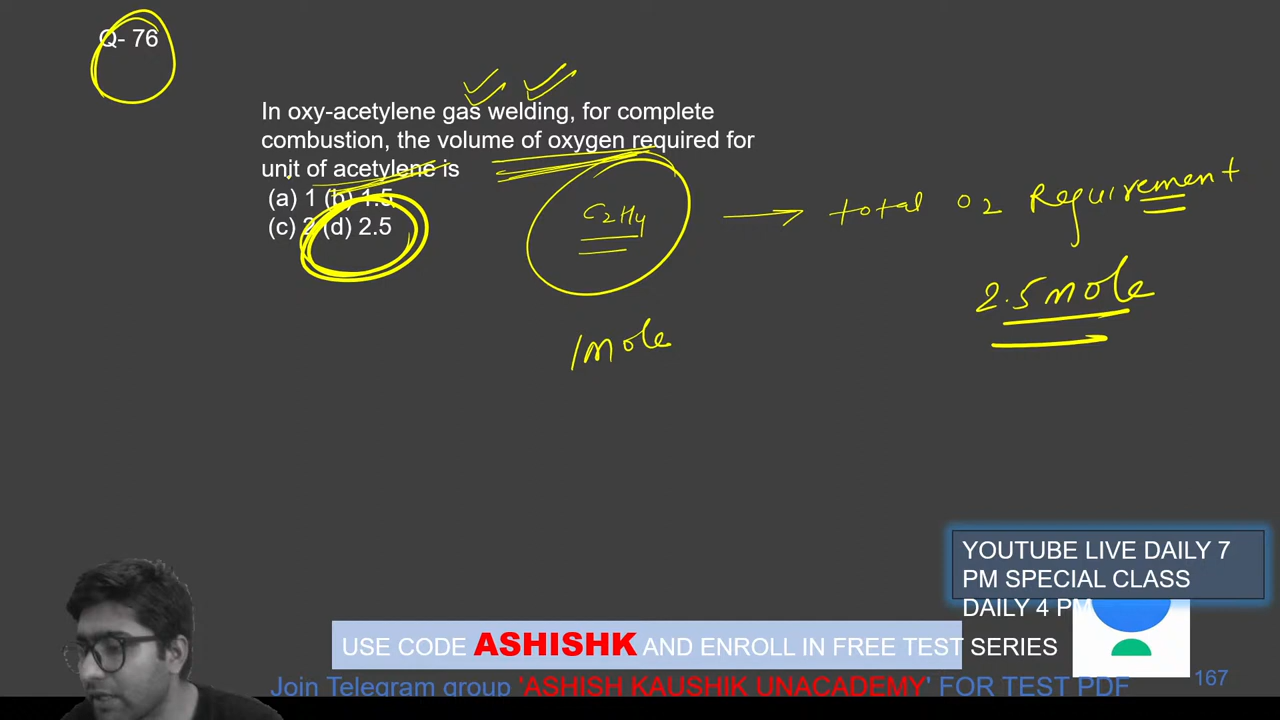 Q- 76
In oxy-acetylene gas welding, for complete
combustion, the volume of oxygen required for
unit of acetylene is
(a) 1 (b) 1.5
(c) 2 (d) 2.5
C2H4
total O2 Requirement
2.5 mole
1 mole
YOUTUBE LIVE DAILY 7
PM SPECIAL CLASS
DAILY 4 PM
USE CODE ASHISHK AND ENROLL IN FREE TEST SERIES
Join Telegram group 'ASHISH KAUSHIK UNACADEMY' FOR TEST PDF
167